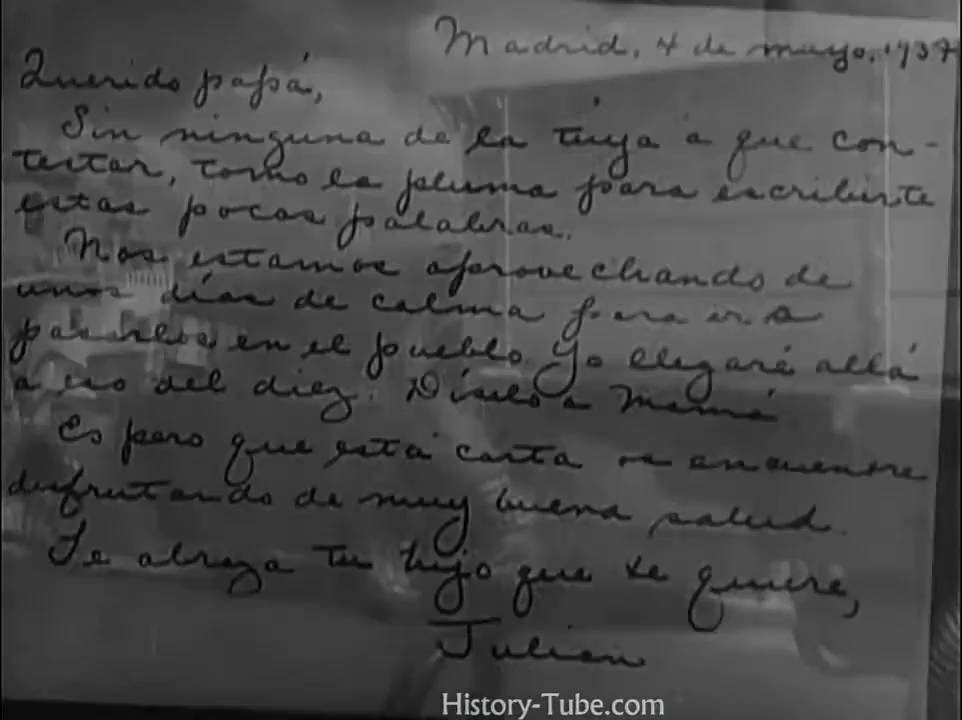 Madrid, 4 de mayo, 1937
Querido papá,
Sin ninguna de la tuya a que con-
testar, tomo la pluma para escribirte
estas pocas palabras.
Nos estamos aprovechando de
unos días de calma para ir a
pasarlos en el pueblo. Yo llegaré allá
a eso del diez. Díselo a Mamá
Espero que esta carta os encuentre
disfrutando de muy buena salud.
Te abraza tu hijo que te quiere,
Julian
History-Tube.com